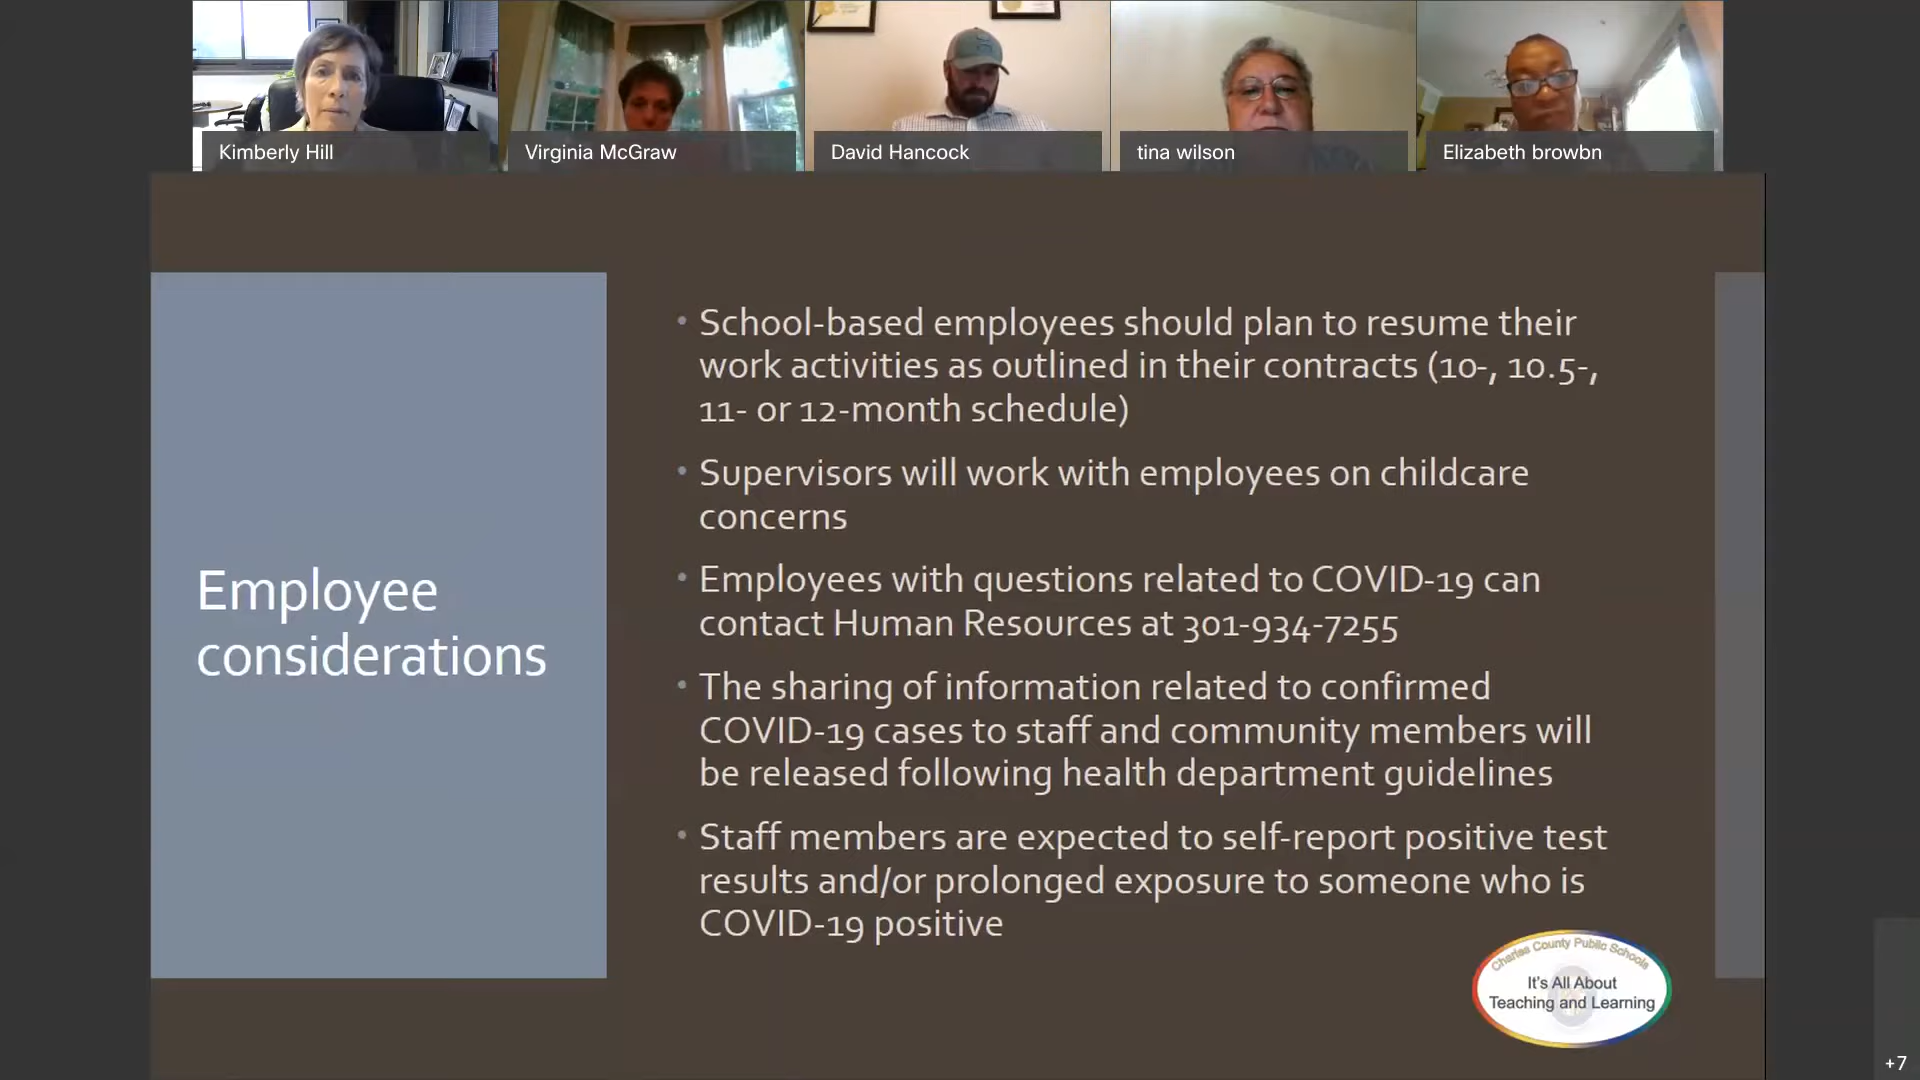 Kimberly Hill
Virginia McGraw
David Hancock
tina wilson
Elizabeth browbn
Employee
considerations
• School-based employees should plan to resume their
work activities as outlined in their contracts (10-, 10.5-,
11- or 12-month schedule)
• Supervisors will work with employees on childcare
concerns
• Employees with questions related to COVID-19 can
contact Human Resources at 301-934-7255
• The sharing of information related to confirmed
COVID-19 cases to staff and community members will
be released following health department guidelines
• Staff members are expected to self-report positive test
results and/or prolonged exposure to someone who is
COVID-19 positive
Charles County Public Schools
It's All About
Teaching and Learning
+7